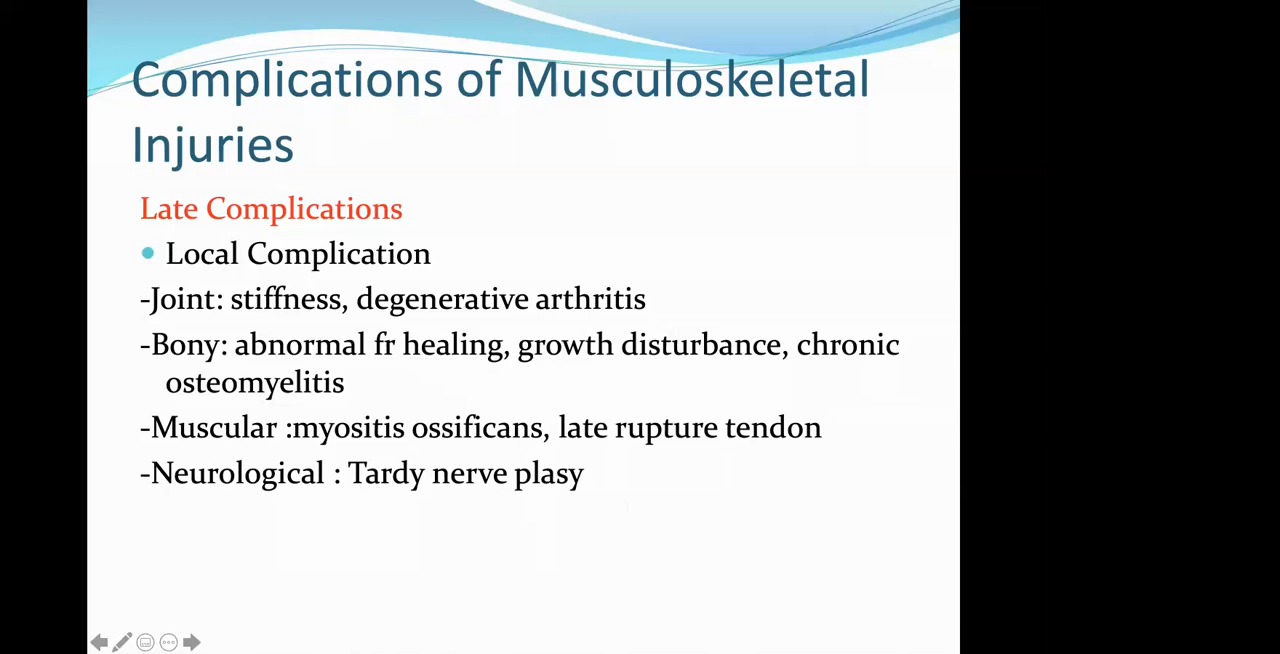 Complications of Musculoskeletal
Injuries
Late Complications
• Local Complication
-Joint: stiffness, degenerative arthritis
-Bony: abnormal fr healing, growth disturbance, chronic
osteomyelitis
-Muscular :myositis ossificans, late rupture tendon
-Neurological : Tardy nerve plasy